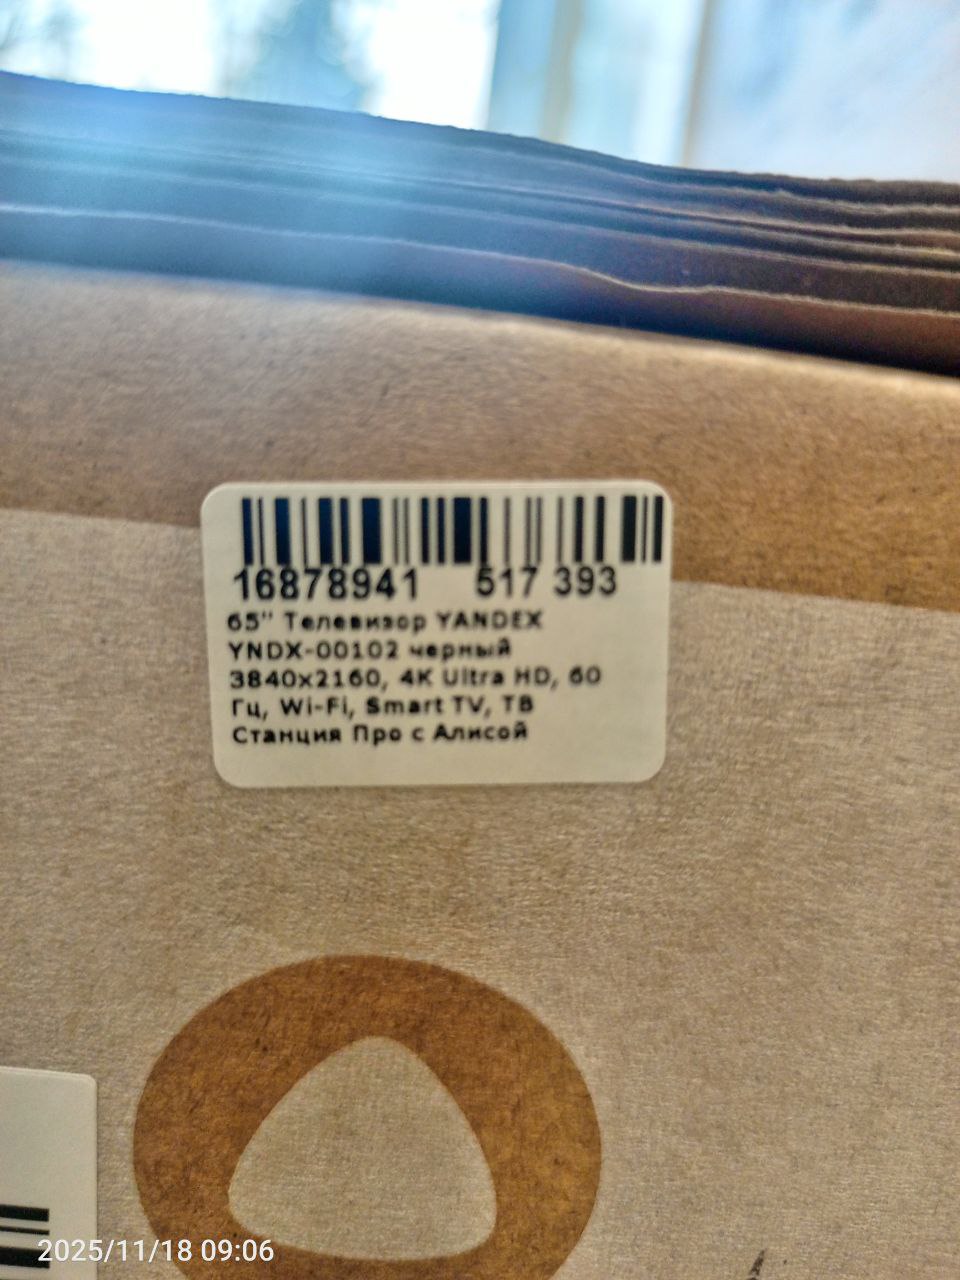 16878941 517 393
65" Телевизор YANDEX
YNDX-00102 черный
3840x2160, 4K Ultra HD, 60
Гц, Wi-Fi, Smart TV, ТВ
Станция Про с Алисой
2025/11/18 09:06